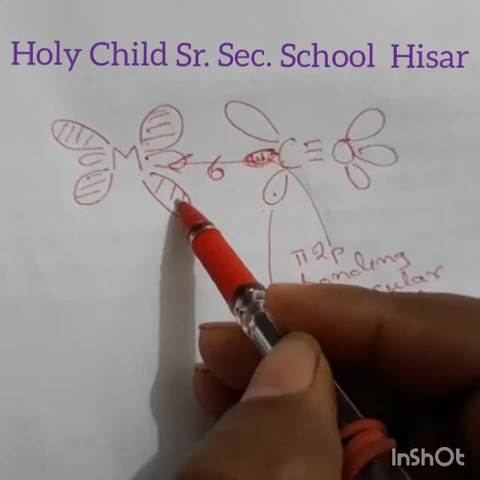 Holy Child Sr. Sec. School Hisar
M σ C ≡ O
π2p
bonding
InShOt